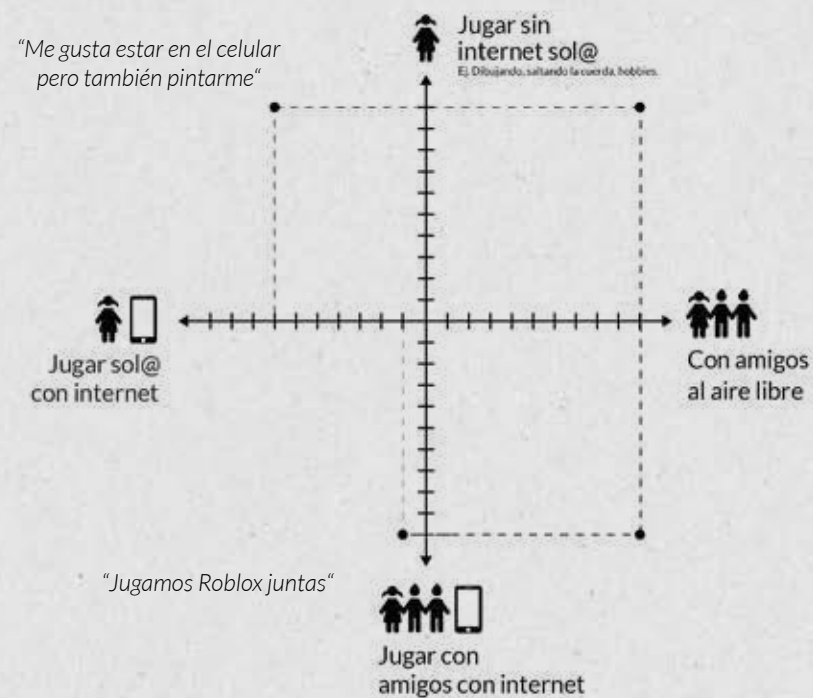 Jugar sin
internet sol@
Ej. Dibujando, saltando la cuerda, hobbies.
“Me gusta estar en el celular
pero también pintarme“
Jugar sol@
con internet
Con amigos
al aire libre
“Jugamos Roblox juntas“
Jugar con
amigos con internet